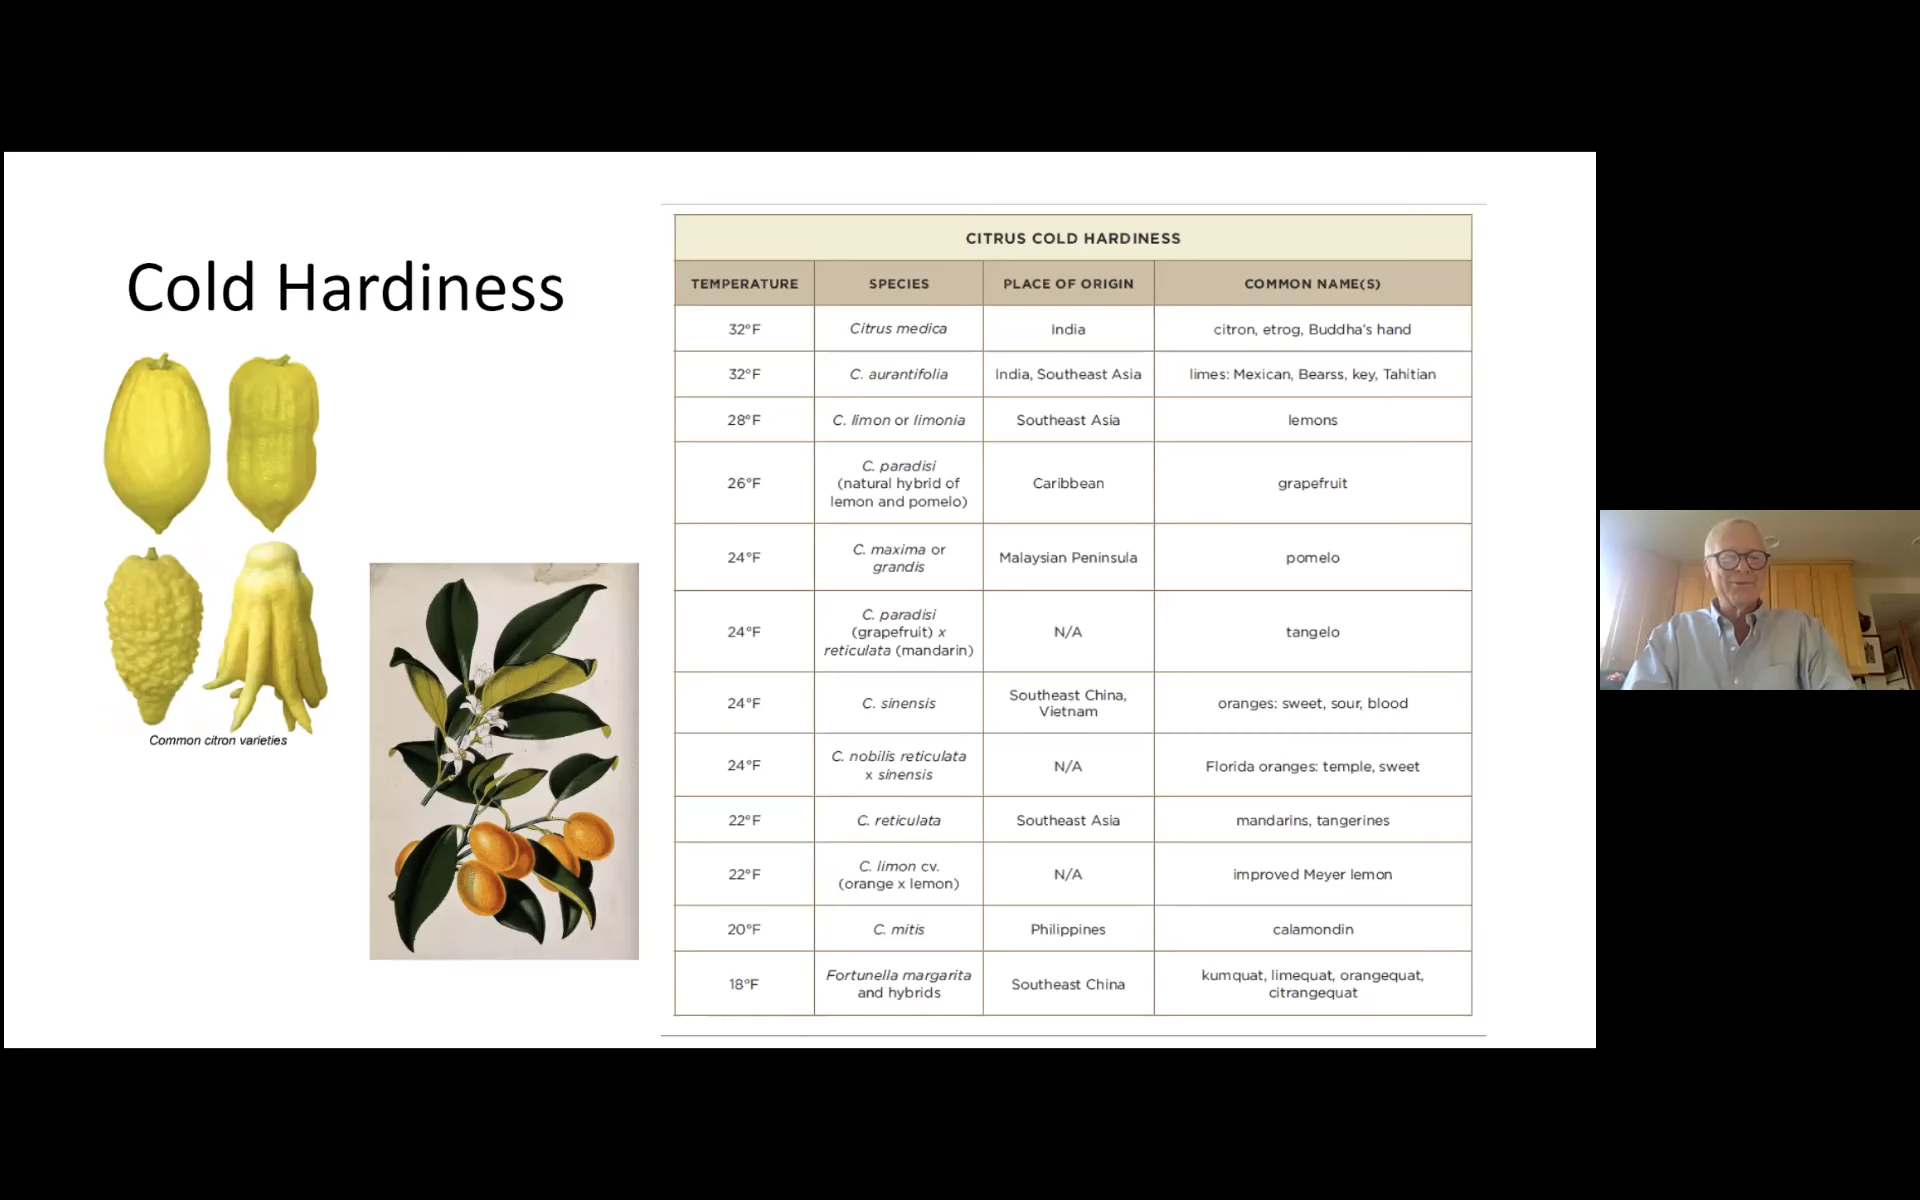 Cold Hardiness
Common citron varieties
CITRUS COLD HARDINESS
TEMPERATURE SPECIES PLACE OF ORIGIN COMMON NAME(S)
32°F Citrus medica India citron, etrog, Buddha's hand
32°F C. aurantifolia India, Southeast Asia limes: Mexican, Bearss, key, Tahitian
28°F C. limon or limonia Southeast Asia lemons
26°F C. paradisi
(natural hybrid of
lemon and pomelo) Caribbean grapefruit
24°F C. maxima or
grandis Malaysian Peninsula pomelo
24°F C. paradisi
(grapefruit) x
reticulata (mandarin) N/A tangelo
24°F C. sinensis Southeast China,
Vietnam oranges: sweet, sour, blood
24°F C. nobilis reticulata
x sinensis N/A Florida oranges: temple, sweet
22°F C. reticulata Southeast Asia mandarins, tangerines
22°F C. limon cv.
(orange x lemon) N/A improved Meyer lemon
20°F C. mitis Philippines calamondin
18°F Fortunella margarita
and hybrids Southeast China kumquat, limequat, orangequat,
citrangequat